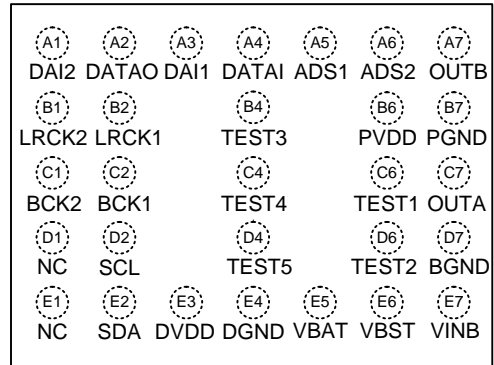 A1 A2 A3 A4 A5 A6 A7
DAI2 DATAO DAI1 DATAI ADS1 ADS2 OUTB
B1 B2 B4 B6 B7
LRCK2 LRCK1 TEST3 PVDD PGND
C1 C2 C4 C6 C7
BCK2 BCK1 TEST4 TEST1 OUTA
D1 D2 D4 D6 D7
NC SCL TEST5 TEST2 BGND
E1 E2 E3 E4 E5 E6 E7
NC SDA DVDD DGND VBAT VBST VINB